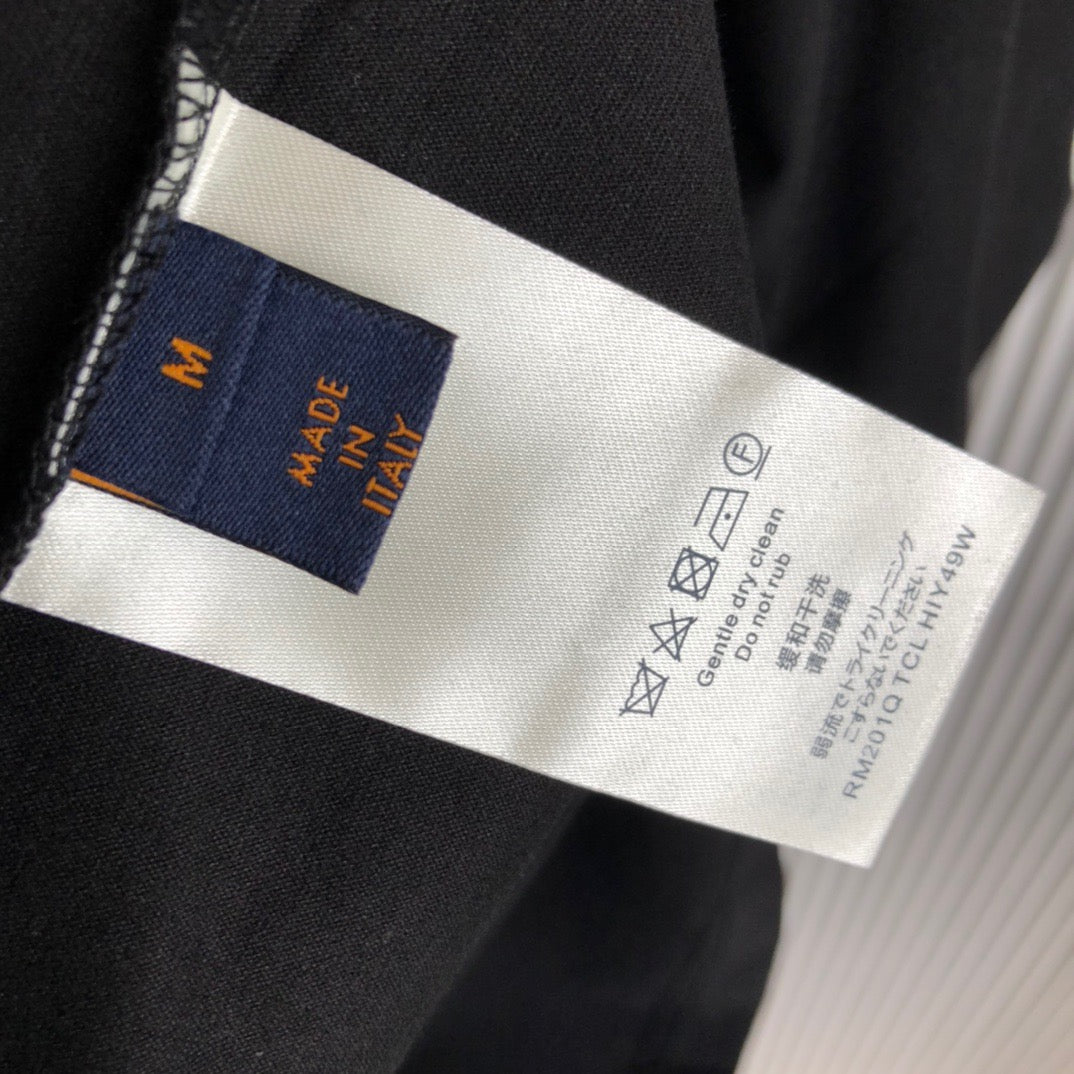 M
MADE
IN
ITALY
F
Gentle dry clean
Do not rub
缓和干洗
请勿摩擦
弱流でドライクリーニング
こすらないでください
RM201Q TCL HIY49W